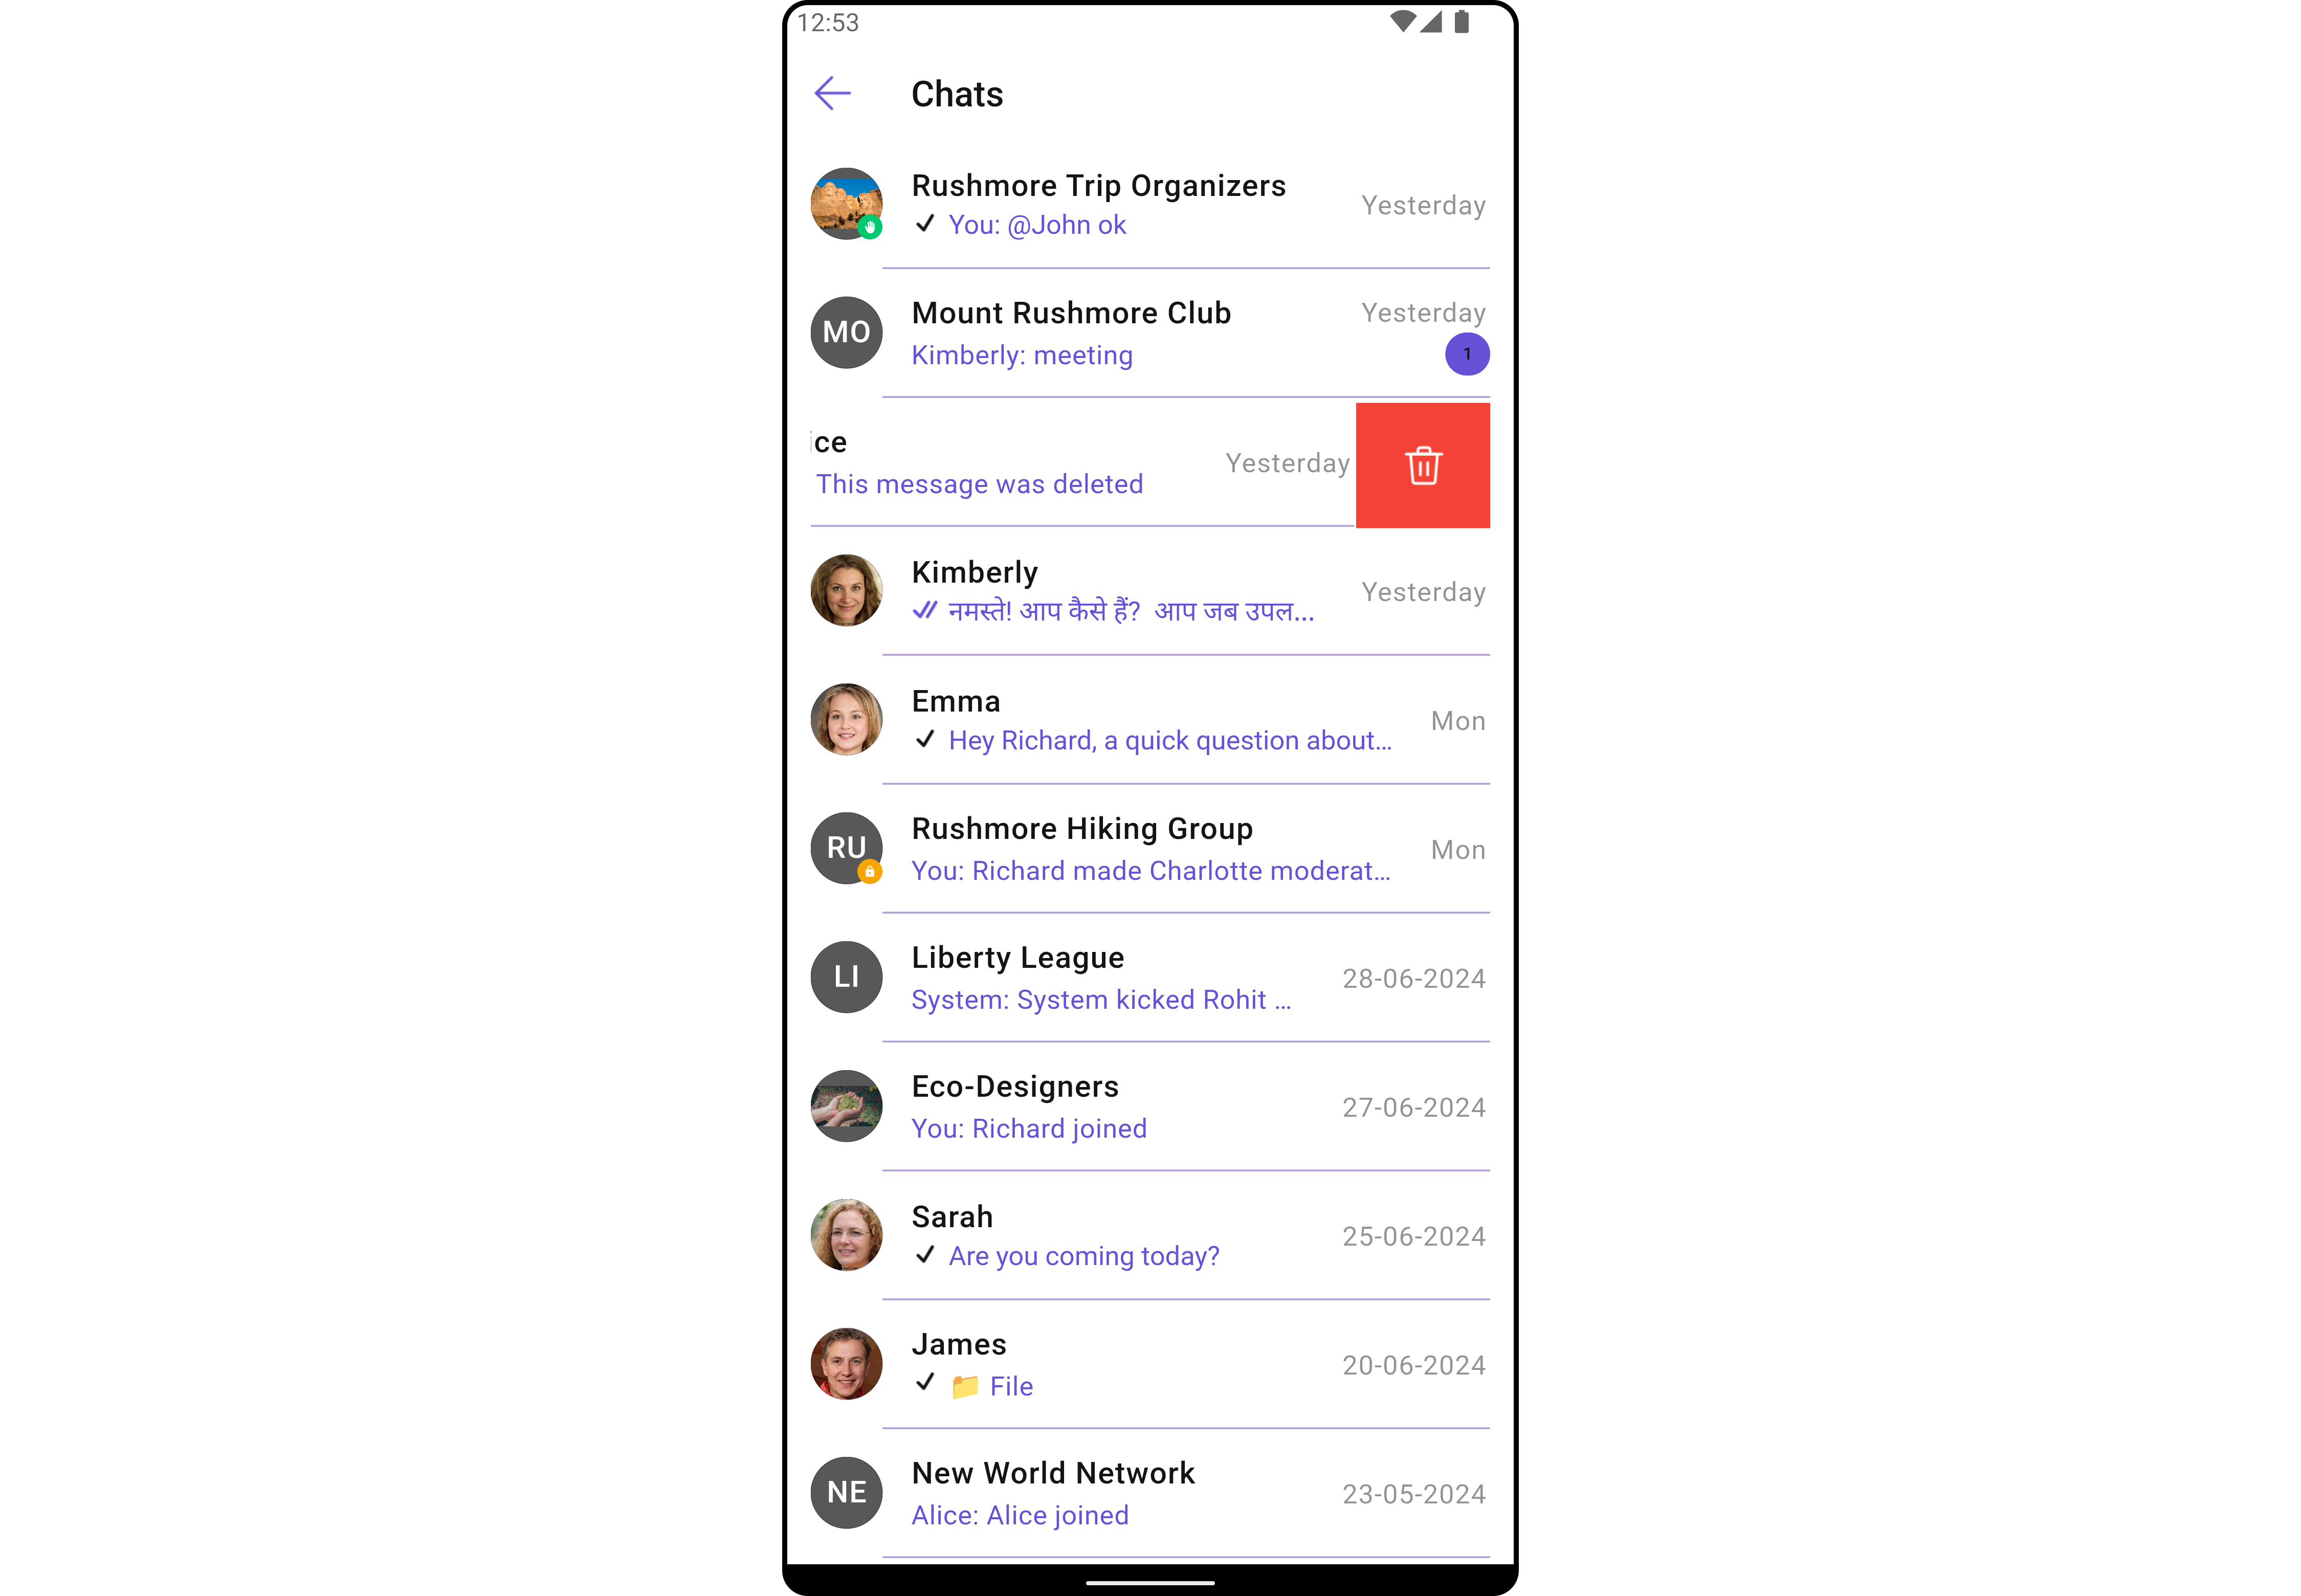 12:53
Chats
Rushmore Trip Organizers
Yesterday
You: @John ok
MO
Mount Rushmore Club
Yesterday
Kimberly: meeting
1
ice
Yesterday
This message was deleted
Kimberly
Yesterday
नमस्ते! आप कैसे हैं?  आप जब उपल...
Emma
Mon
Hey Richard, a quick question about...
RU
Rushmore Hiking Group
Mon
You: Richard made Charlotte moderat...
LI
Liberty League
28-06-2024
System: System kicked Rohit ...
Eco-Designers
27-06-2024
You: Richard joined
Sarah
25-06-2024
Are you coming today?
James
20-06-2024
📁 File
NE
New World Network
23-05-2024
Alice: Alice joined